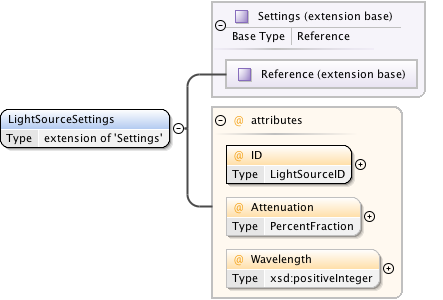 Settings (extension base)
Base Type Reference
Reference (extension base)
LightSourceSettings
Type extension of 'Settings'
@ attributes
@ ID
Type LightSourceID
@ Attenuation
Type PercentFraction
@ Wavelength
Type xsd:positiveInteger